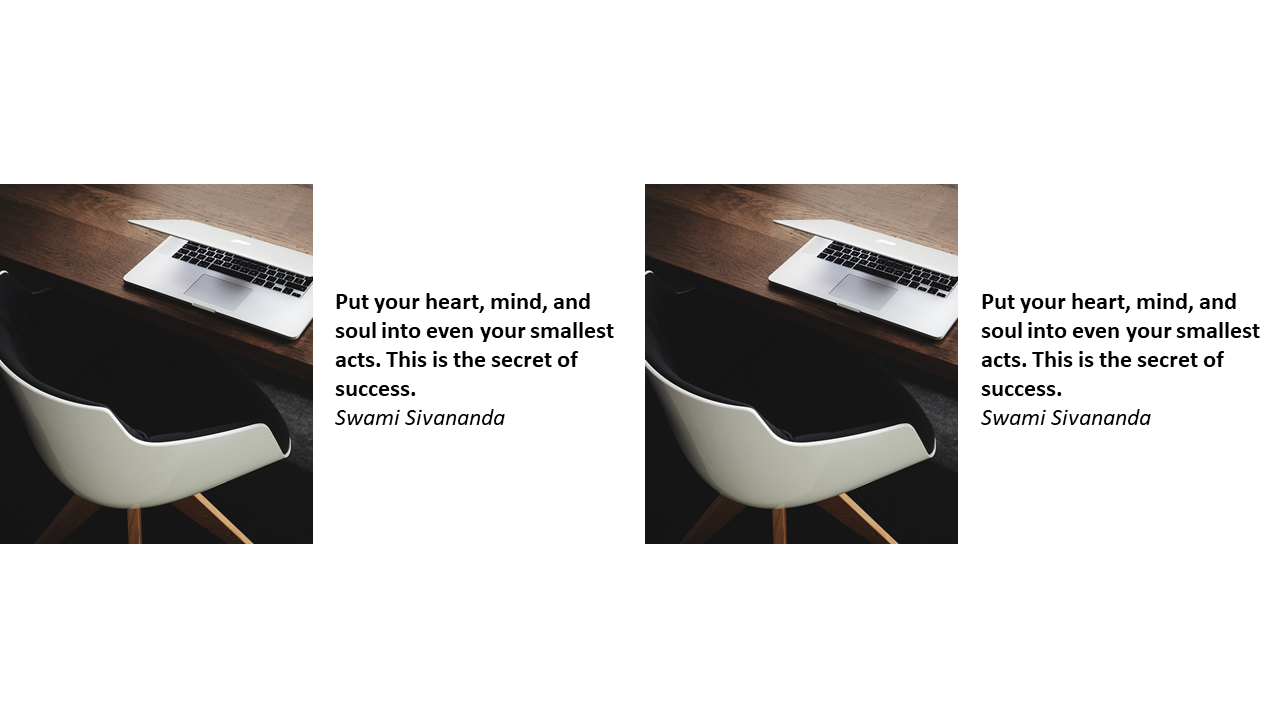 Put your heart, mind, and
soul into even your smallest
acts. This is the secret of
success.
Swami Sivananda
Put your heart, mind, and
soul into even your smallest
acts. This is the secret of
success.
Swami Sivananda